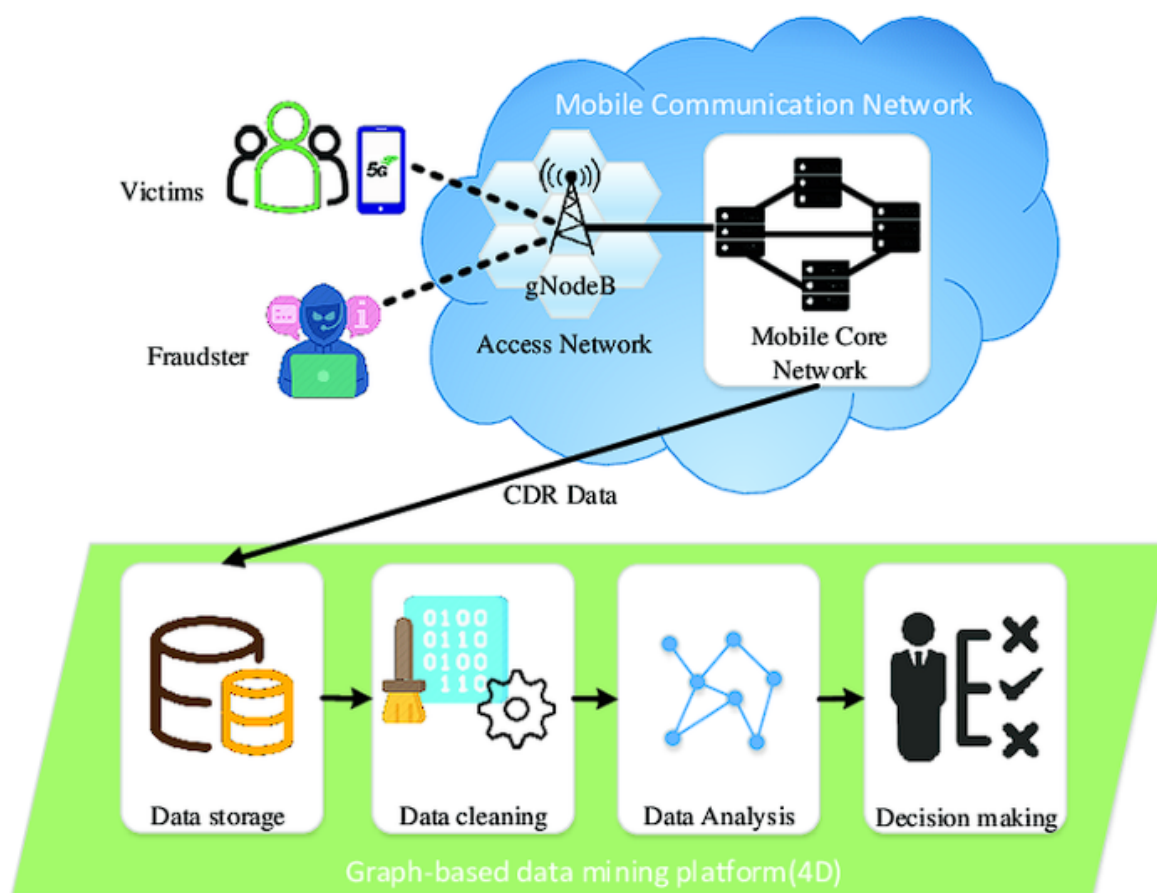 Mobile Communication Network
Victims
5G
gNodeB
Access Network
Mobile Core
Network
Fraudster
CDR Data
0100
0110
0100
110
Data storage
Data cleaning
Data Analysis
Decision making
Graph-based data mining platform(4D)